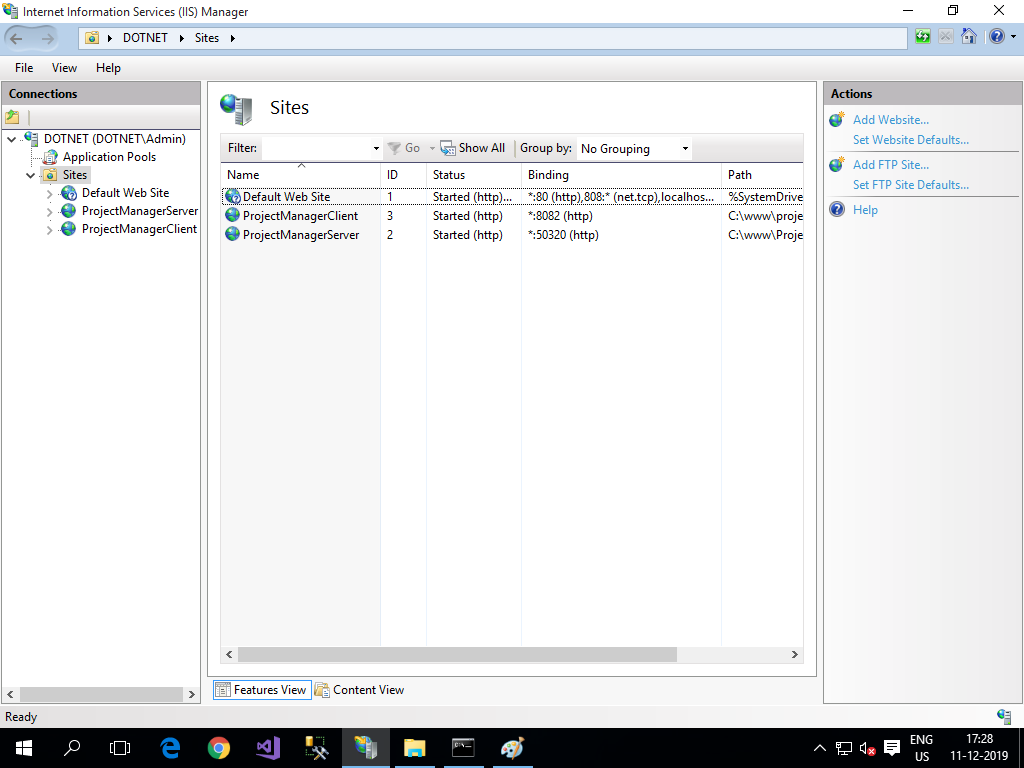 Internet Information Services (IIS) Manager
DOTNET Sites
File View Help
Connections
DOTNET (DOTNET\Admin)
Application Pools
Sites
Default Web Site
ProjectManagerServer
ProjectManagerClient
Sites
Filter: Go Show All Group by: No Grouping
Name ID Status Binding Path
Default Web Site 1 Started (http)... *:80 (http),808:* (net.tcp),localhos... %SystemDrive
ProjectManagerClient 3 Started (http) *:8082 (http) C:\www\proje
ProjectManagerServer 2 Started (http) *:50320 (http) C:\www\Proje
Features View Content View
Actions
Add Website...
Set Website Defaults...
Add FTP Site...
Set FTP Site Defaults...
Help
Ready
ENG 17:28
US 11-12-2019